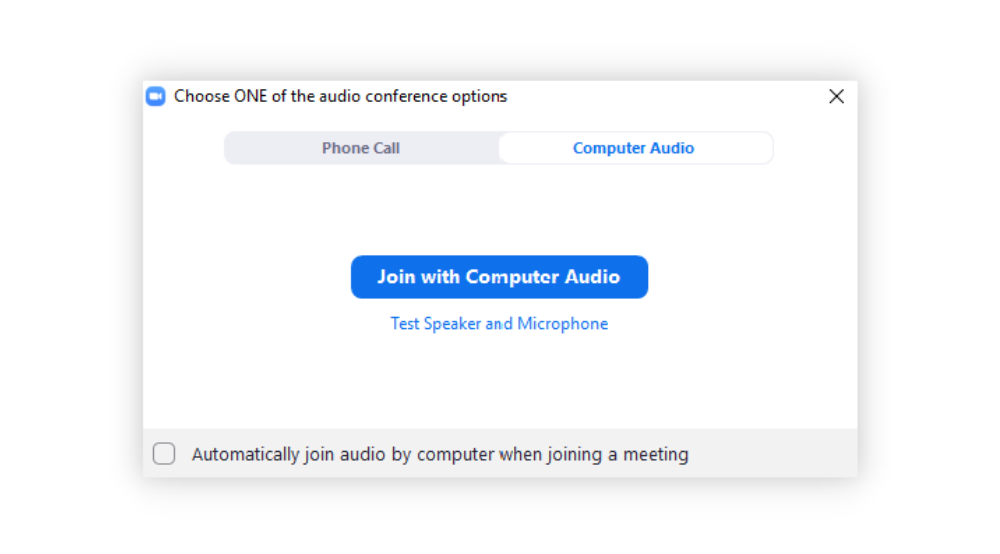 Choose ONE of the audio conference options
Phone Call
Computer Audio
Join with Computer Audio
Test Speaker and Microphone
Automatically join audio by computer when joining a meeting